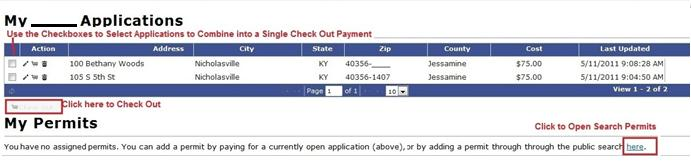 My Applications
Use the Checkboxes to Select Applications to Combine into a Single Check Out Payment
Action Address City State Zip County Cost Last Updated
100 Bethany Woods Nicholasville KY 40356- Jessamine $75.00 5/11/2011 9:08:28 AM
105 S 5th St Nicholasville KY 40356-1407 Jessamine $75.00 5/11/2011 9:04:50 AM
Page 1 of 1 10 View 1 - 2 of 2
Click here to Check Out
My Permits
Click to Open Search Permits
You have no assigned permits. You can add a permit by paying for a currently open application (above), or by adding a permit through through the public search here.